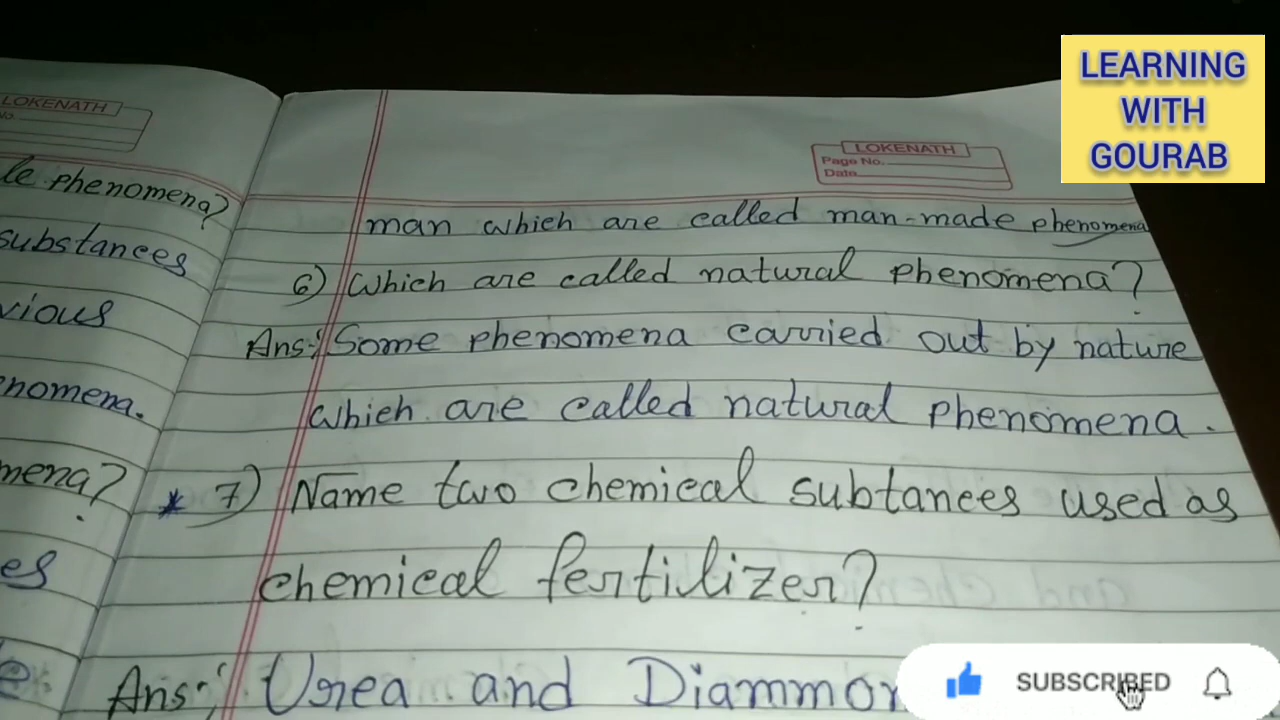 LEARNING
WITH
GOURAB
LOKENATH
le phenomena?
substances
vious
nomena.
mena?
es
e
LOKENATH
Page No.
Date
man which are called man-made phenomena
6) Which are called natural phenomena?
Ans:- Some phenomena carried out by nature
which are called natural phenomena.
* 7) Name two chemical subtances used as
chemical fertilizer?
Ans:- Urea and Diammon
SUBSCRIBED